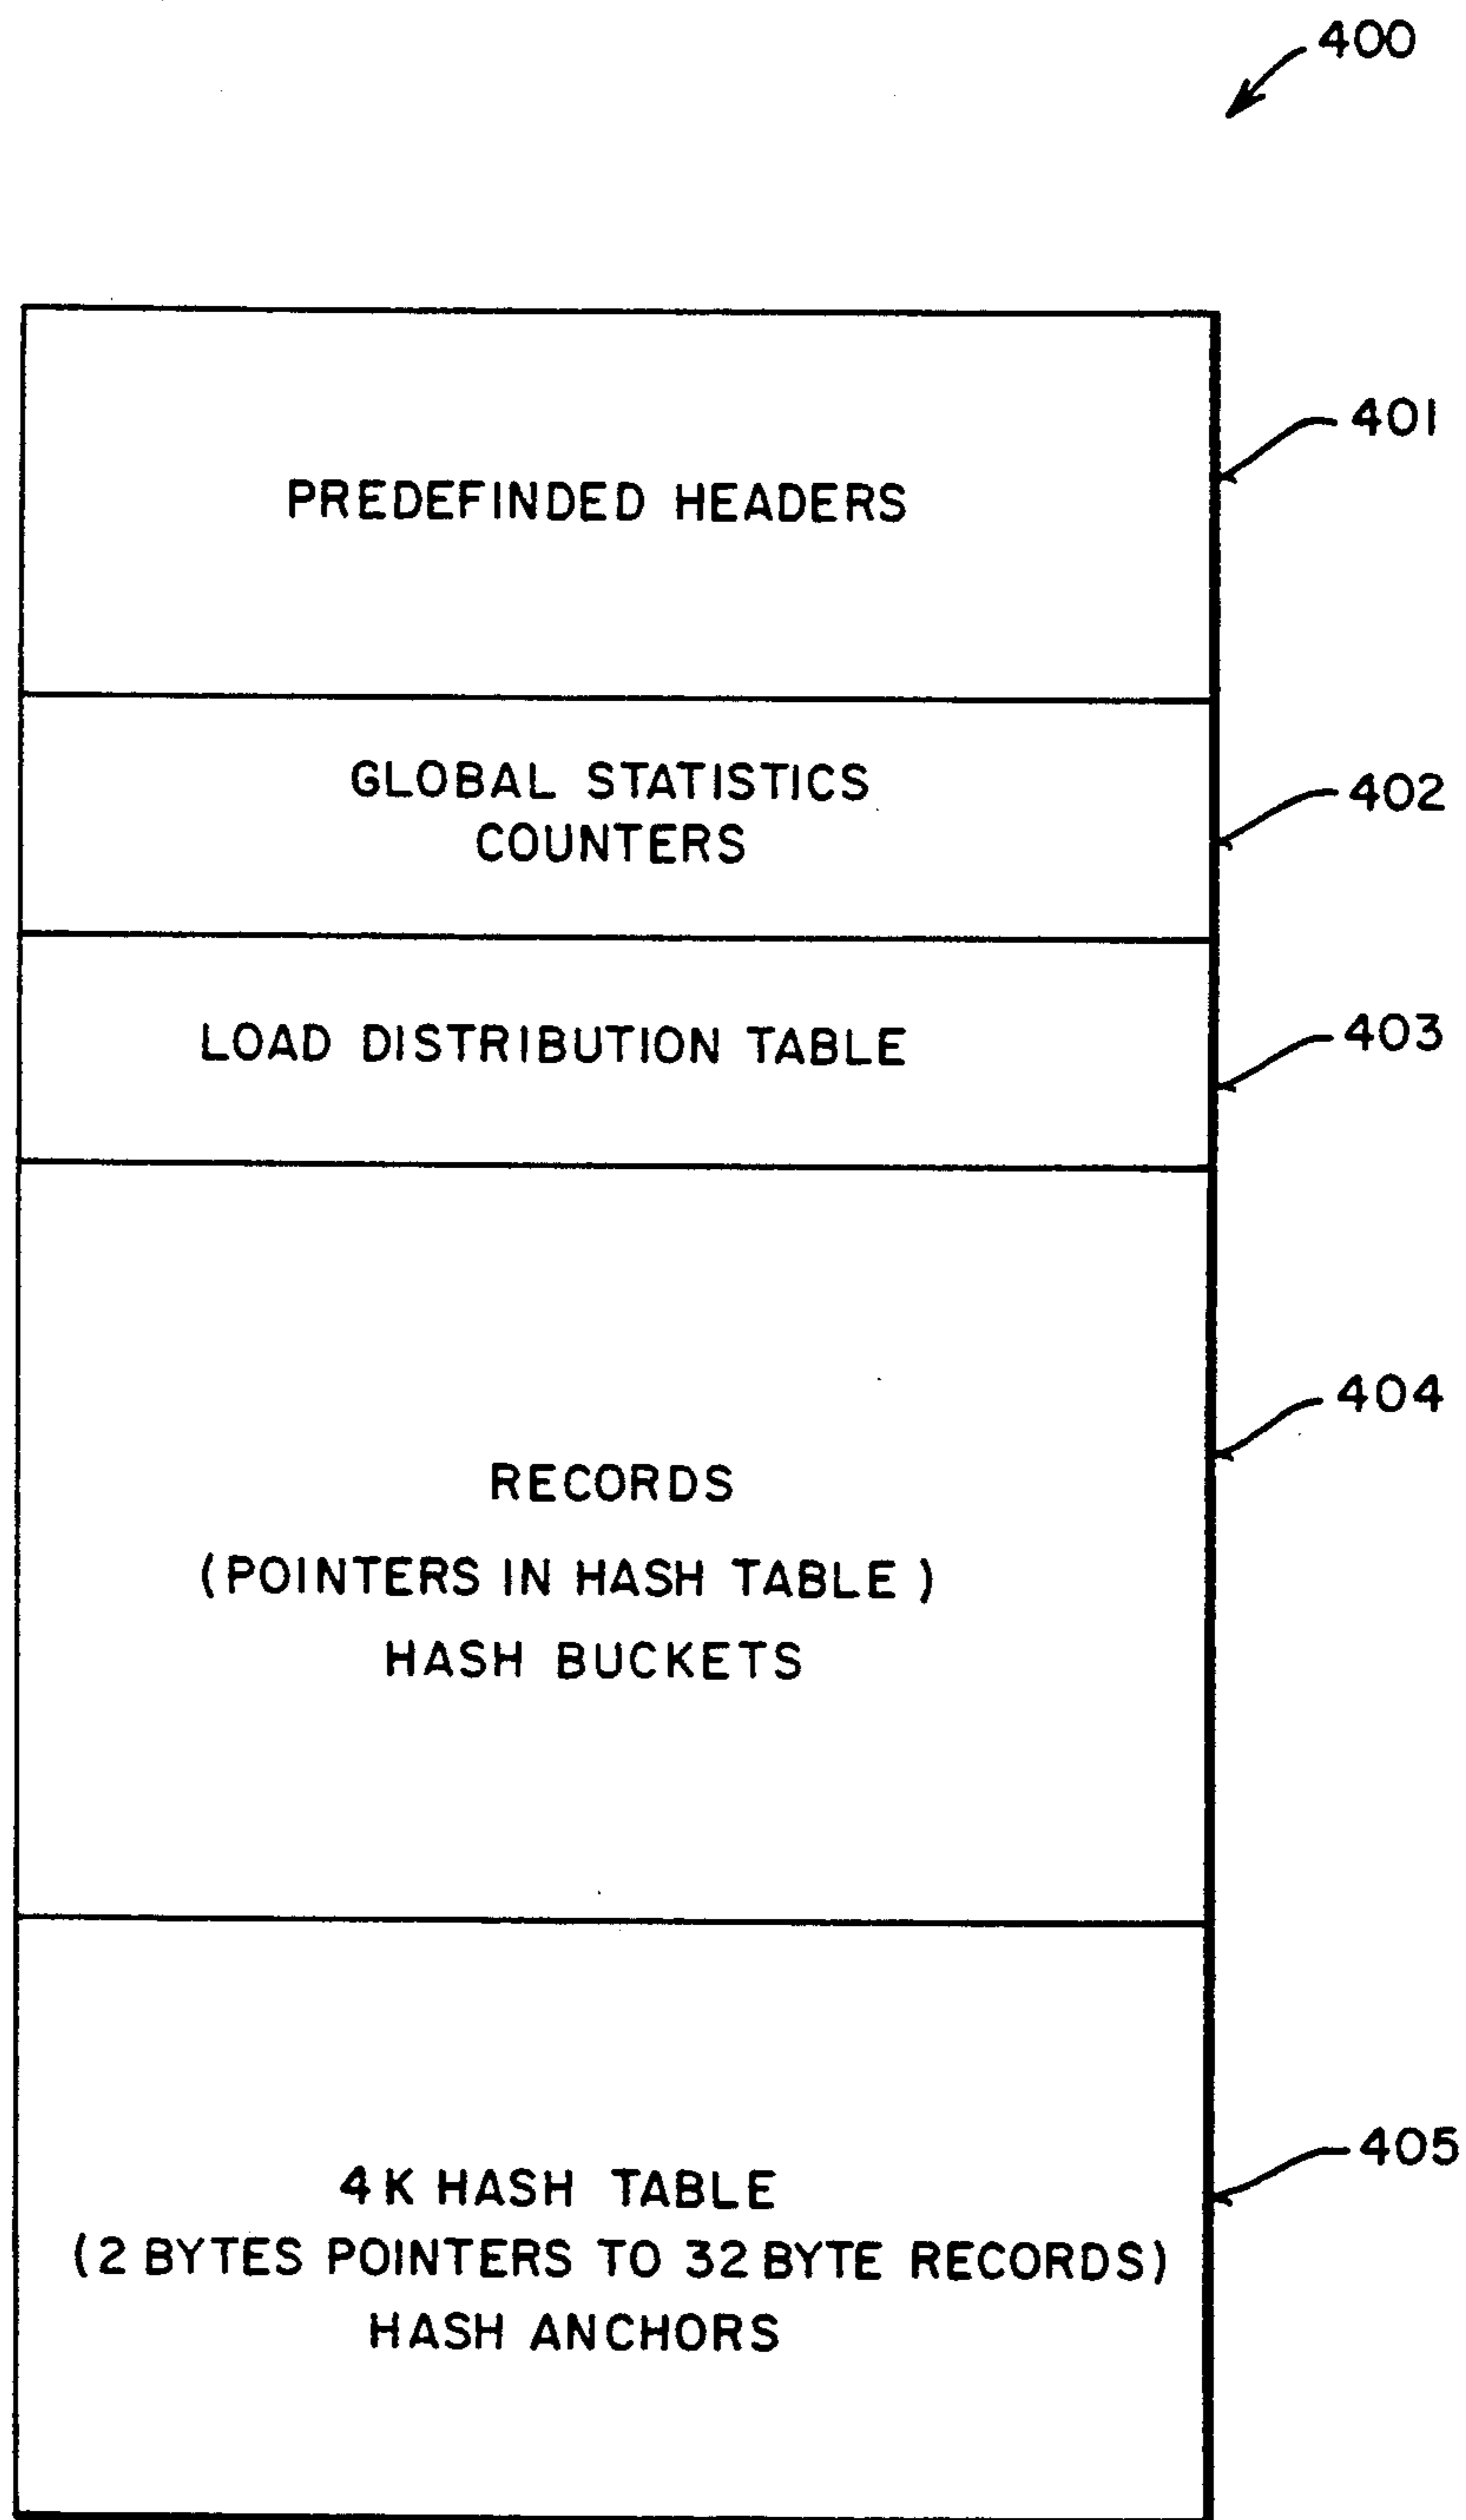 400
PREDEFINDED HEADERS
401
GLOBAL STATISTICS
COUNTERS
402
LOAD DISTRIBUTION TABLE
403
404
RECORDS
(POINTERS IN HASH TABLE)
HASH BUCKETS
405
4K HASH TABLE
(2 BYTES POINTERS TO 32 BYTE RECORDS)
HASH ANCHORS